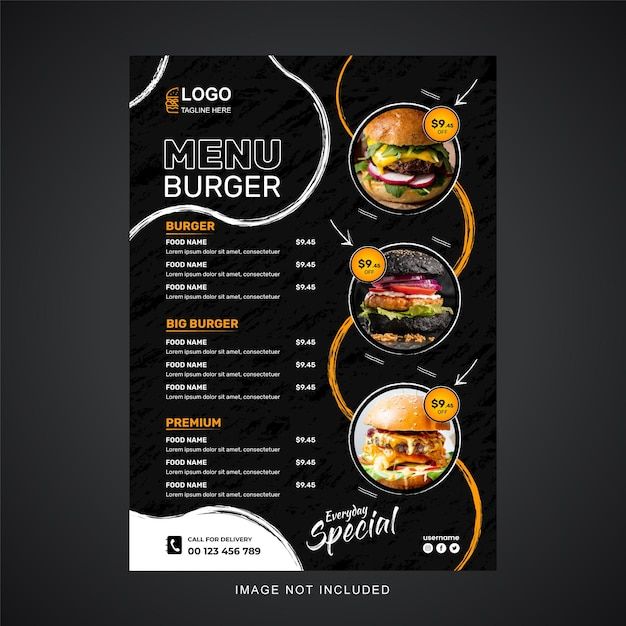 LOGO
TAGLINE HERE
MENU
BURGER
BURGER
FOOD NAME $9.45
Lorem ipsum dolor sit amet, consectetuer
FOOD NAME $9.45
Lorem ipsum dolor sit amet, consectetuer
FOOD NAME $9.45
Lorem ipsum dolor sit amet, consectetuer
BIG BURGER
FOOD NAME $9.45
Lorem ipsum dolor sit amet, consectetuer
FOOD NAME $9.45
Lorem ipsum dolor sit amet, consectetuer
FOOD NAME $9.45
Lorem ipsum dolor sit amet, consectetuer
PREMIUM
FOOD NAME $9.45
Lorem ipsum dolor sit amet, consectetuer
FOOD NAME $9.45
Lorem ipsum dolor sit amet, consectetuer
FOOD NAME $9.45
Lorem ipsum dolor sit amet, consectetuer
$9.45
OFF
$9.45
OFF
$9.45
OFF
CALL FOR DELIVERY
00 123 456 789
Everyday
Special
username
IMAGE NOT INCLUDED